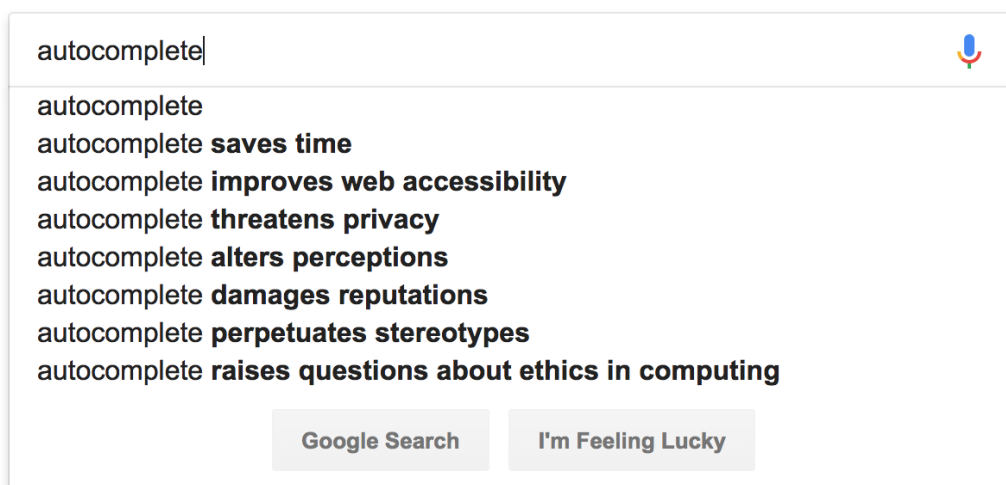 autocomplete
autocomplete
autocomplete saves time
autocomplete improves web accessibility
autocomplete threatens privacy
autocomplete alters perceptions
autocomplete damages reputations
autocomplete perpetuates stereotypes
autocomplete raises questions about ethics in computing
Google Search I'm Feeling Lucky